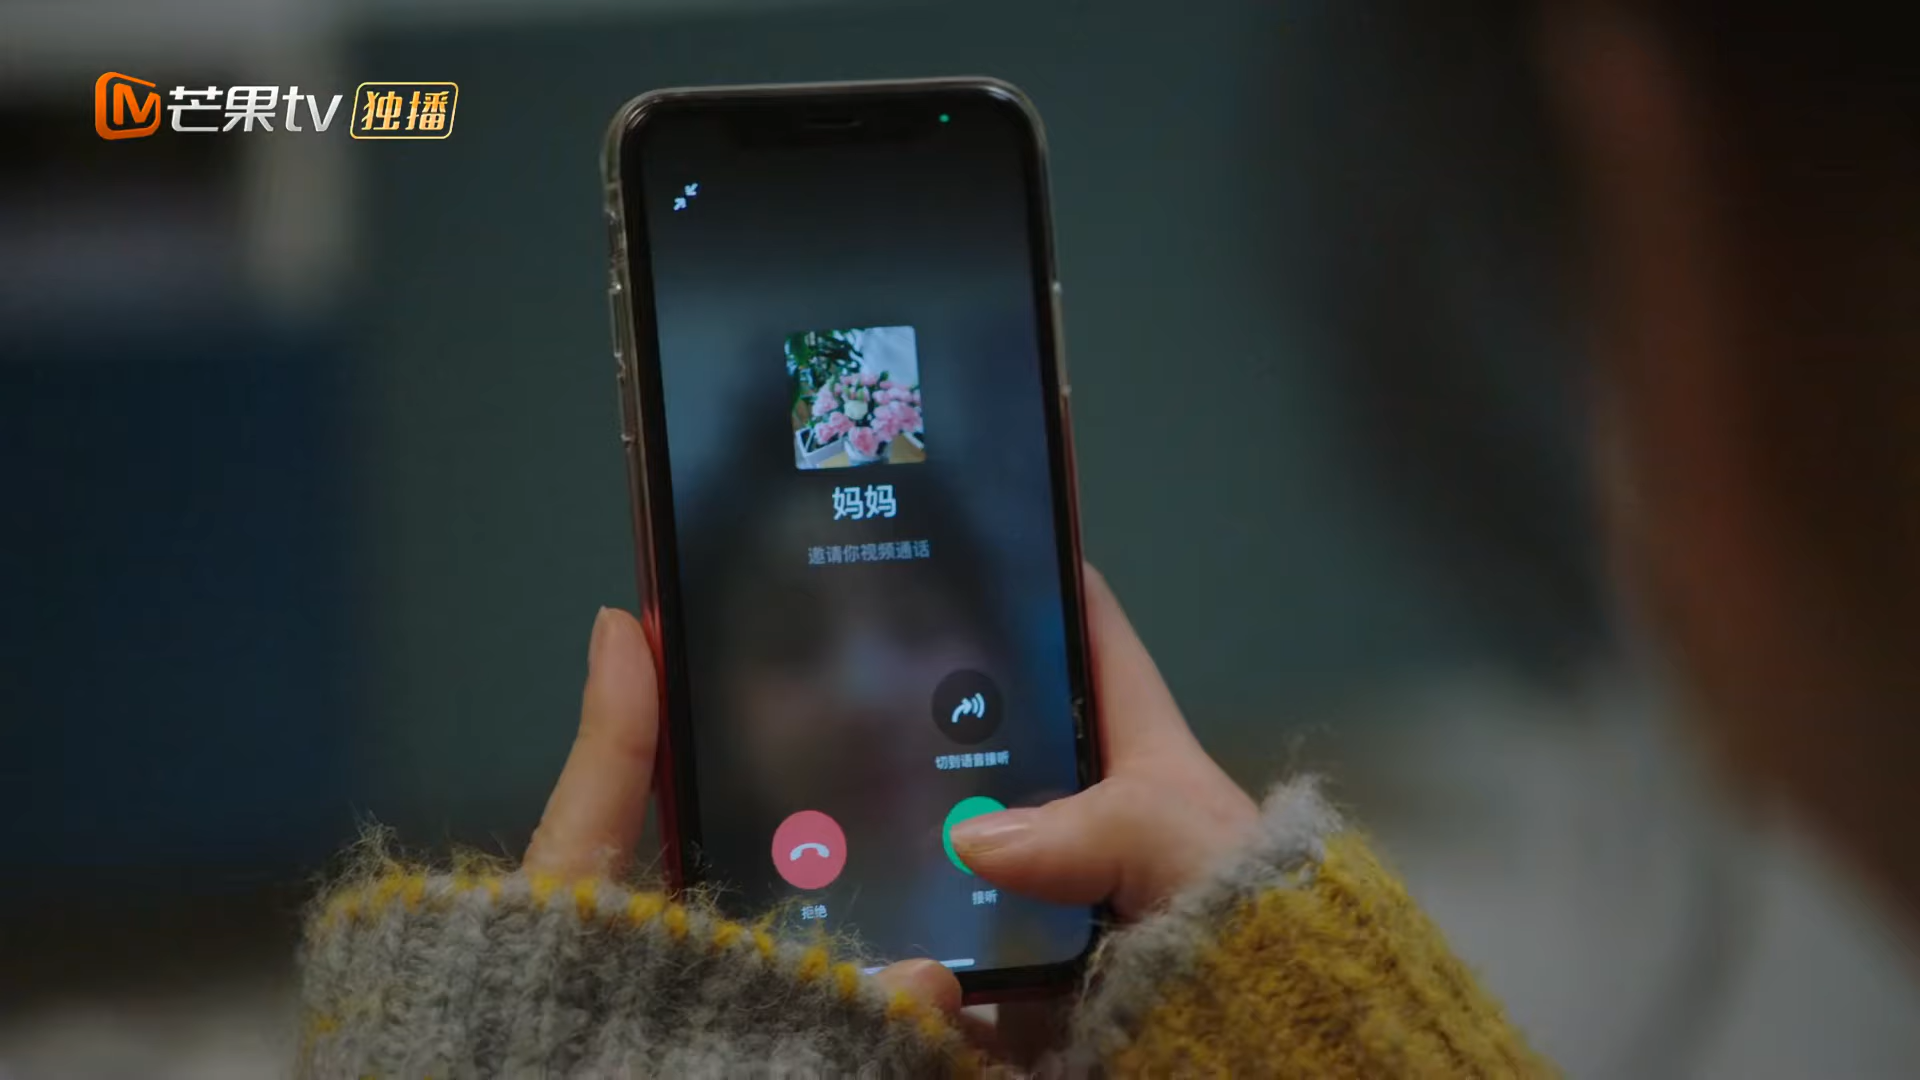 芒果tv 独播
妈妈
邀请你视频通话
切到语音接听
拒绝
接听